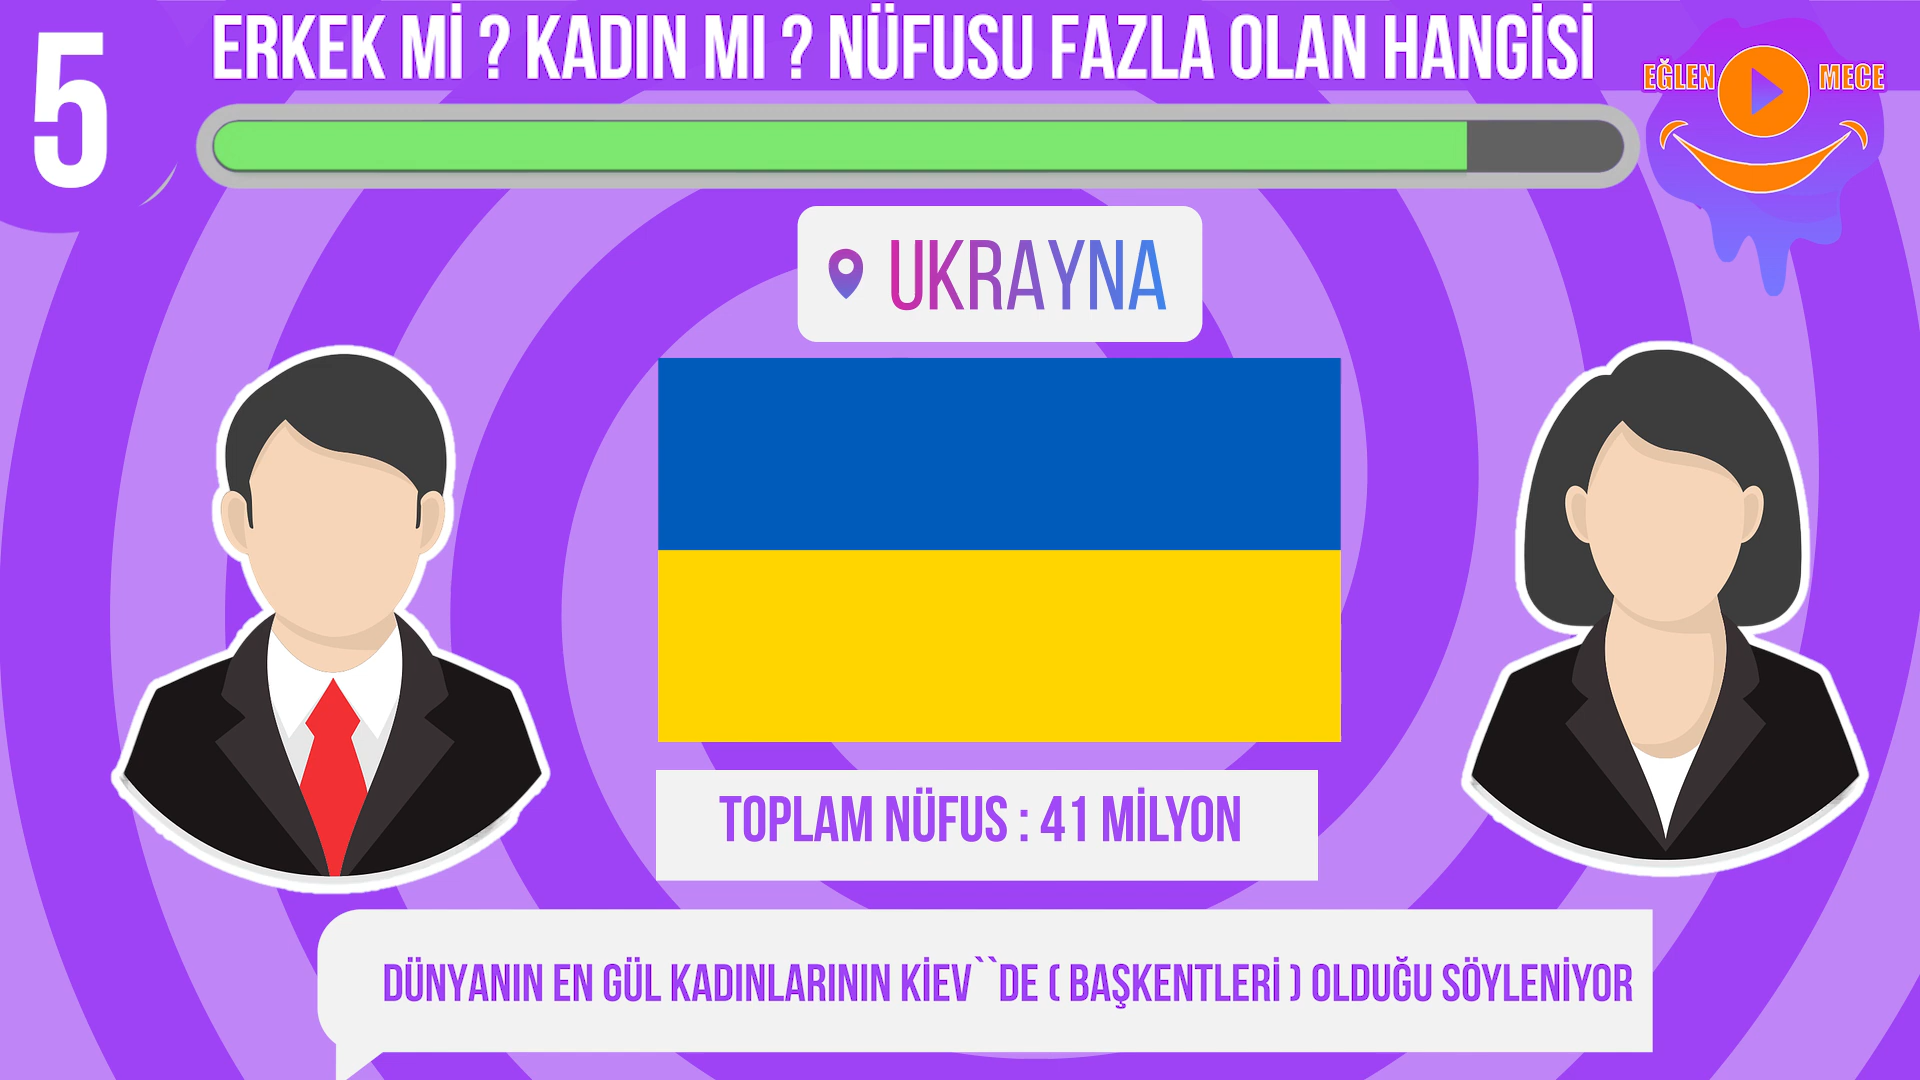 5
ERKEK Mİ ? KADIN MI ? NÜFUSU FAZLA OLAN HANGİSİ
EĞLEN MECE
UKRAYNA
TOPLAM NÜFUS : 41 MİLYON
DÜNYANIN EN GÜL KADINLARININ KİEV``DE ( BAŞKENTLERİ ) OLDUĞU SÖYLENİYOR